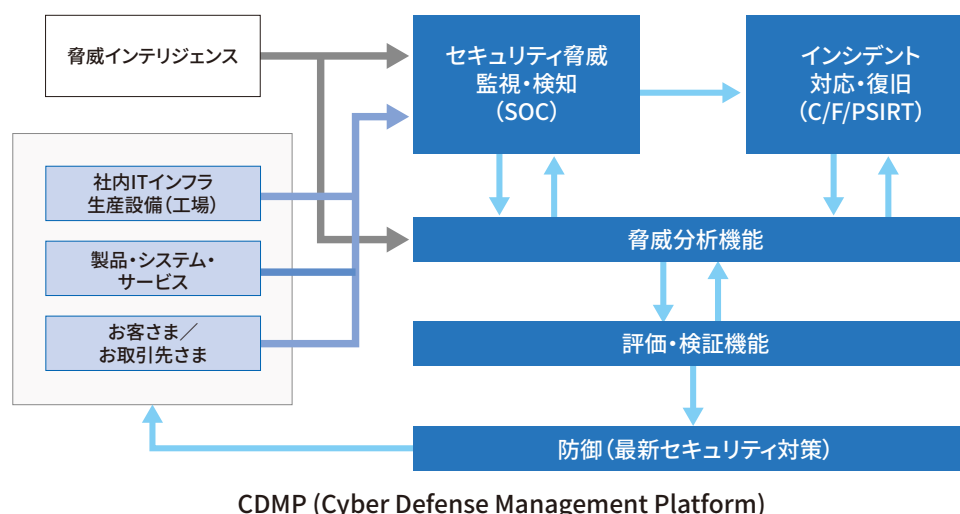 脅威インテリジェンス
セキュリティ脅威
監視・検知
（SOC）
インシデント
対応・復旧
（C/F/PSIRT）
社内ITインフラ
生産設備（工場）
製品・システム・
サービス
お客さま／
お取引先さま
脅威分析機能
評価・検証機能
防御（最新セキュリティ対策）
CDMP (Cyber Defense Management Platform)